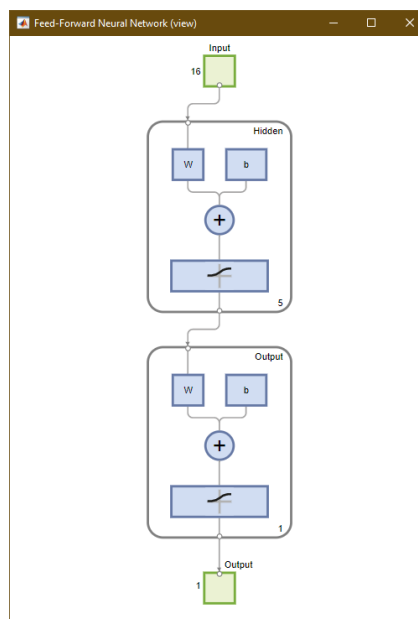 Feed-Forward Neural Network (view)
Input
16
Hidden
W
b
+
5
Output
W
b
+
1
Output
1